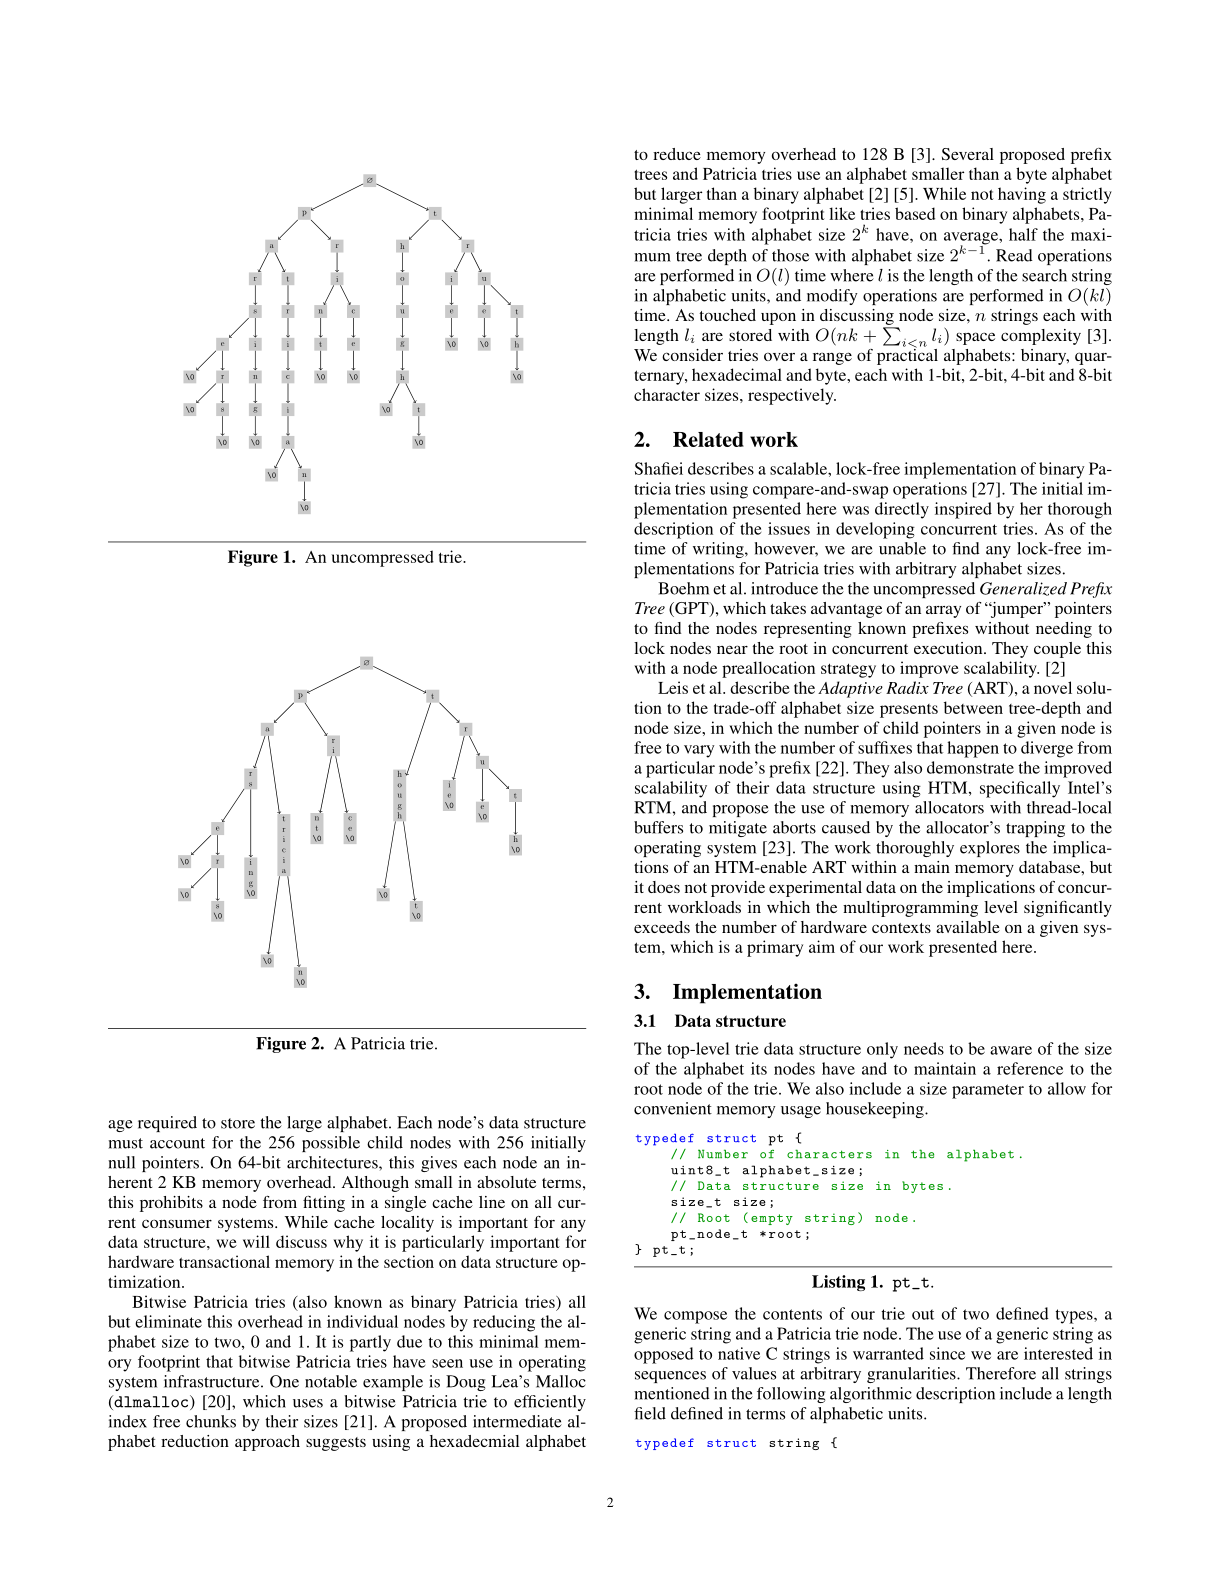 ∅
p t
a r h r
r t i o i u
s r n c u e e t
e i i t e g \0 \0 h
\0 r n c \0 \0 h \0
\0 s g i \0 t
\0 \0 a \0
\0 n
\0
Figure 1. An uncompressed trie.
∅
p t
a r
r
i
u
r
s
h
o
u
g
h
i
e
\0
e
\0
t
e
t
r
i
c
i
a
n
t
\0
c
e
\0
h
\0
\0 r
i
n
g
\0
\0 s
\0
\0 t
\0
\0 n
\0
Figure 2. A Patricia trie.
age required to store the large alphabet. Each node's data structure
must account for the 256 possible child nodes with 256 initially
null pointers. On 64-bit architectures, this gives each node an in-
herent 2 KB memory overhead. Although small in absolute terms,
this prohibits a node from fitting in a single cache line on all cur-
rent consumer systems. While cache locality is important for any
data structure, we will discuss why it is particularly important for
hardware transactional memory in the section on data structure op-
timization.
Bitwise Patricia tries (also known as binary Patricia tries) all
but eliminate this overhead in individual nodes by reducing the al-
phabet size to two, 0 and 1. It is partly due to this minimal mem-
ory footprint that bitwise Patricia tries have seen use in operating
system infrastructure. One notable example is Doug Lea's Malloc
(dlmalloc) [20], which uses a bitwise Patricia trie to efficiently
index free chunks by their sizes [21]. A proposed intermediate al-
phabet reduction approach suggests using a hexadecmial alphabet
to reduce memory overhead to 128 B [3]. Several proposed prefix
trees and Patricia tries use an alphabet smaller than a byte alphabet
but larger than a binary alphabet [2] [5]. While not having a strictly
minimal memory footprint like tries based on binary alphabets, Pa-
tricia tries with alphabet size 2^k have, on average, half the maxi-
mum tree depth of those with alphabet size 2^{k−1}. Read operations
are performed in O(l) time where l is the length of the search string
in alphabetic units, and modify operations are performed in O(kl)
time. As touched upon in discussing node size, n strings each with
length l_i are stored with O(nk + ∑_{i<n} l_i) space complexity [3].
We consider tries over a range of practical alphabets: binary, quar-
ternary, hexadecimal and byte, each with 1-bit, 2-bit, 4-bit and 8-bit
character sizes, respectively.
2. Related work
Shafiei describes a scalable, lock-free implementation of binary Pa-
tricia tries using compare-and-swap operations [27]. The initial im-
plementation presented here was directly inspired by her thorough
description of the issues in developing concurrent tries. As of the
time of writing, however, we are unable to find any lock-free im-
plementations for Patricia tries with arbitrary alphabet sizes.
Boehm et al. introduce the the uncompressed Generalized Prefix
Tree (GPT), which takes advantage of an array of “jumper” pointers
to find the nodes representing known prefixes without needing to
lock nodes near the root in concurrent execution. They couple this
with a node preallocation strategy to improve scalability. [2]
Leis et al. describe the Adaptive Radix Tree (ART), a novel solu-
tion to the trade-off alphabet size presents between tree-depth and
node size, in which the number of child pointers in a given node is
free to vary with the number of suffixes that happen to diverge from
a particular node's prefix [22]. They also demonstrate the improved
scalability of their data structure using HTM, specifically Intel's
RTM, and propose the use of memory allocators with thread-local
buffers to mitigate aborts caused by the allocator's trapping to the
operating system [23]. The work thoroughly explores the implica-
tions of an HTM-enable ART within a main memory database, but
it does not provide experimental data on the implications of concur-
rent workloads in which the multiprogramming level significantly
exceeds the number of hardware contexts available on a given sys-
tem, which is a primary aim of our work presented here.
3. Implementation
3.1 Data structure
The top-level trie data structure only needs to be aware of the size
of the alphabet its nodes have and to maintain a reference to the
root node of the trie. We also include a size parameter to allow for
convenient memory usage housekeeping.
typedef struct pt {
// Number of characters in the alphabet.
uint8_t alphabet_size;
// Data structure size in bytes.
size_t size;
// Root (empty string) node.
pt_node_t *root;
} pt_t;
Listing 1. pt_t.
We compose the contents of our trie out of two defined types, a
generic string and a Patricia trie node. The use of a generic string as
opposed to native C strings is warranted since we are interested in
sequences of values at arbitrary granularities. Therefore all strings
mentioned in the following algorithmic description include a length
field defined in terms of alphabetic units.
typedef struct string {
2